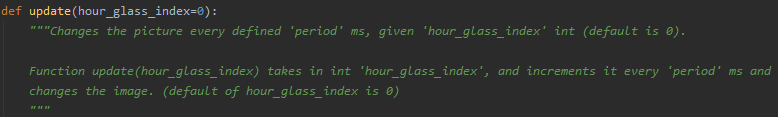 def update(hour_glass_index=0):
"""Changes the picture every defined 'period' ms, given 'hour_glass_index' int (default is 0).
Function update(hour_glass_index) takes in int 'hour_glass_index', and increments it every 'period' ms and
changes the image. (default of hour_glass_index is 0)
"""